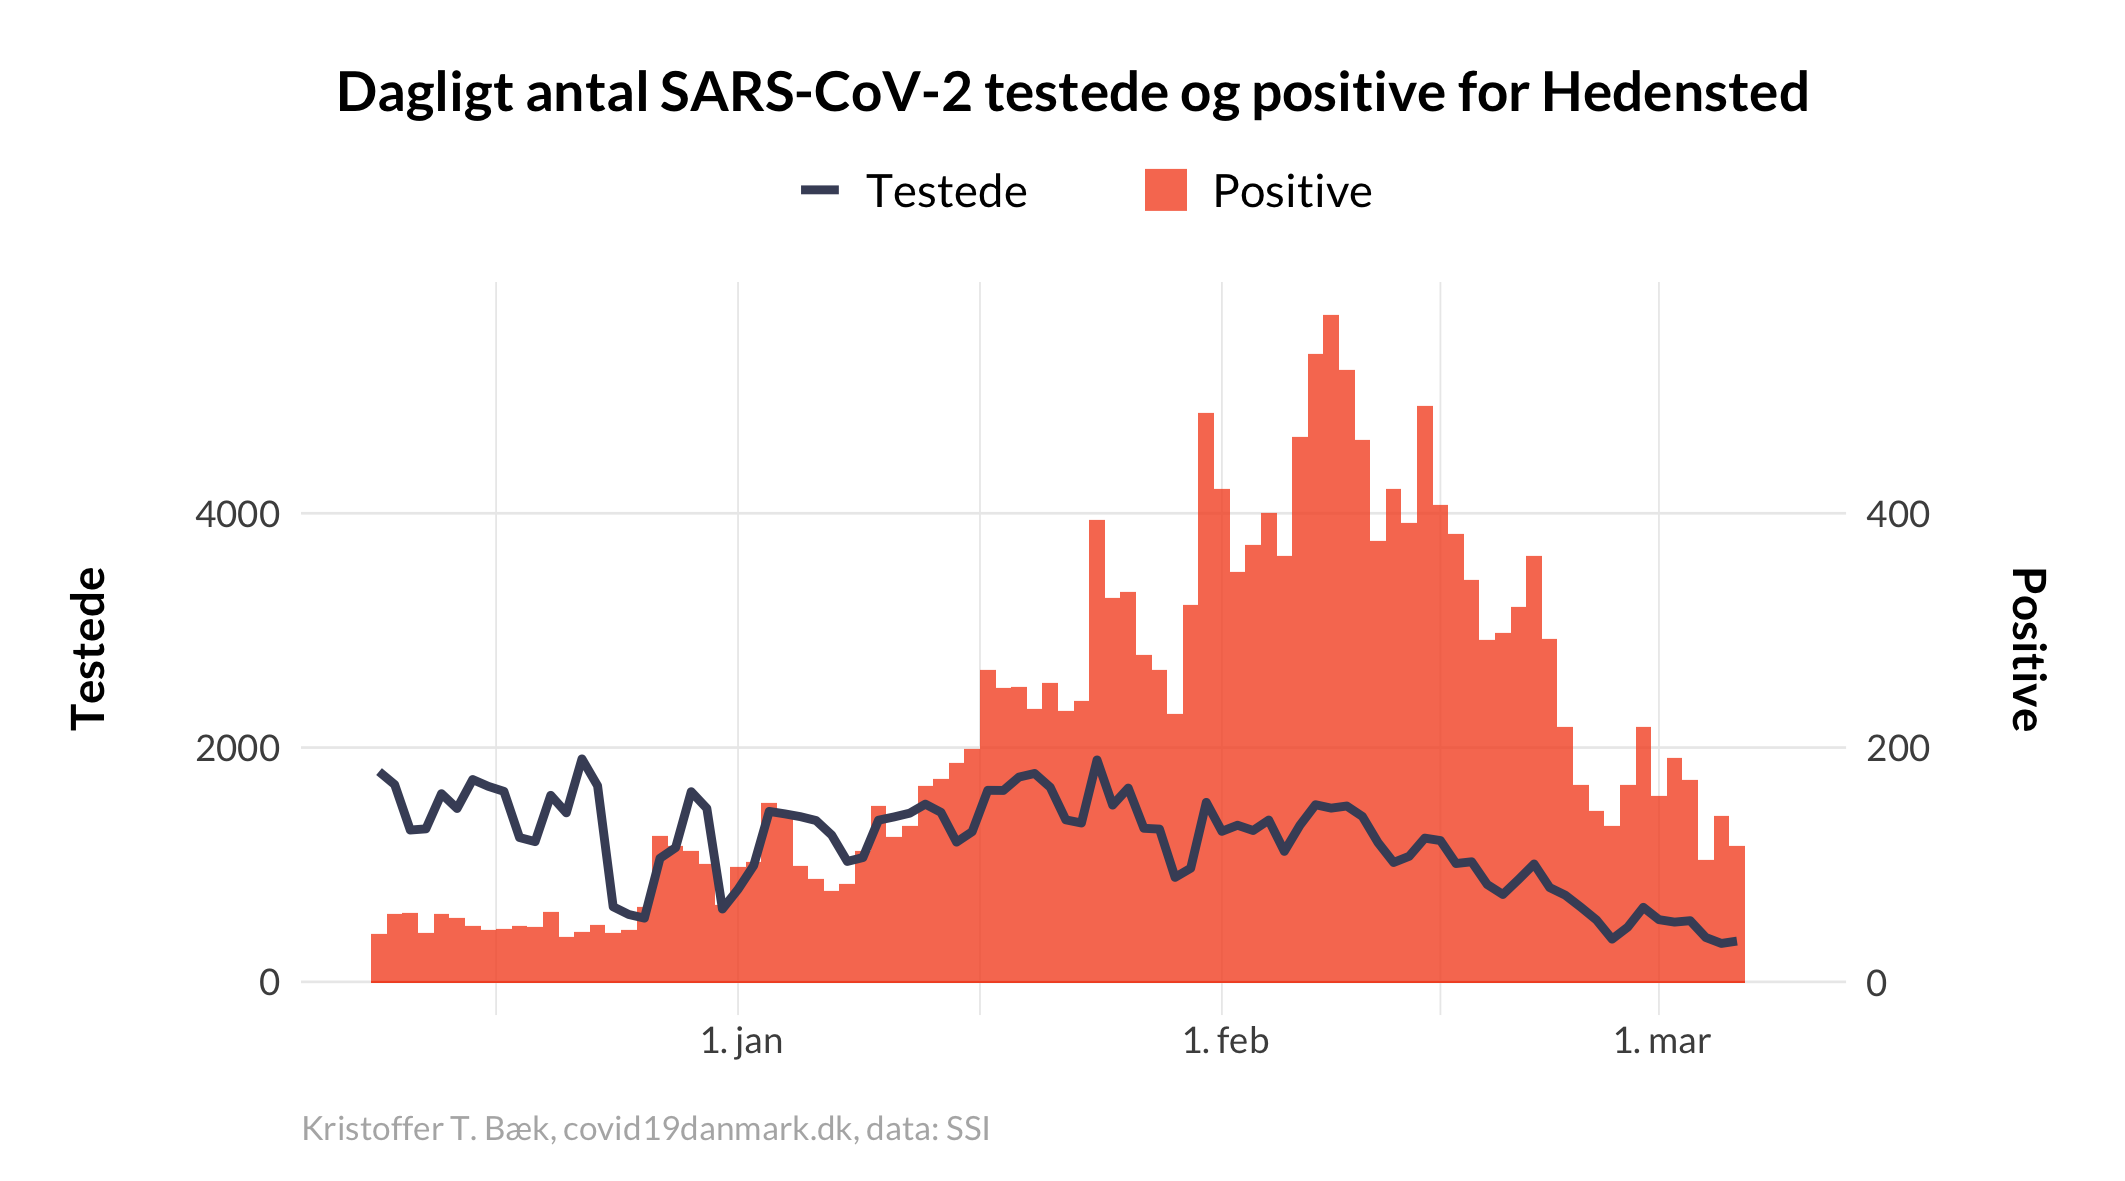 Dagligt antal SARS-CoV-2 testede og positive for Hedensted
Testede
Positive
4000
2000
0
400
200
0
Testede
Positive
1. jan
1. feb
1. mar
Kristoffer T. Bæk, covid19danmark.dk, data: SSI